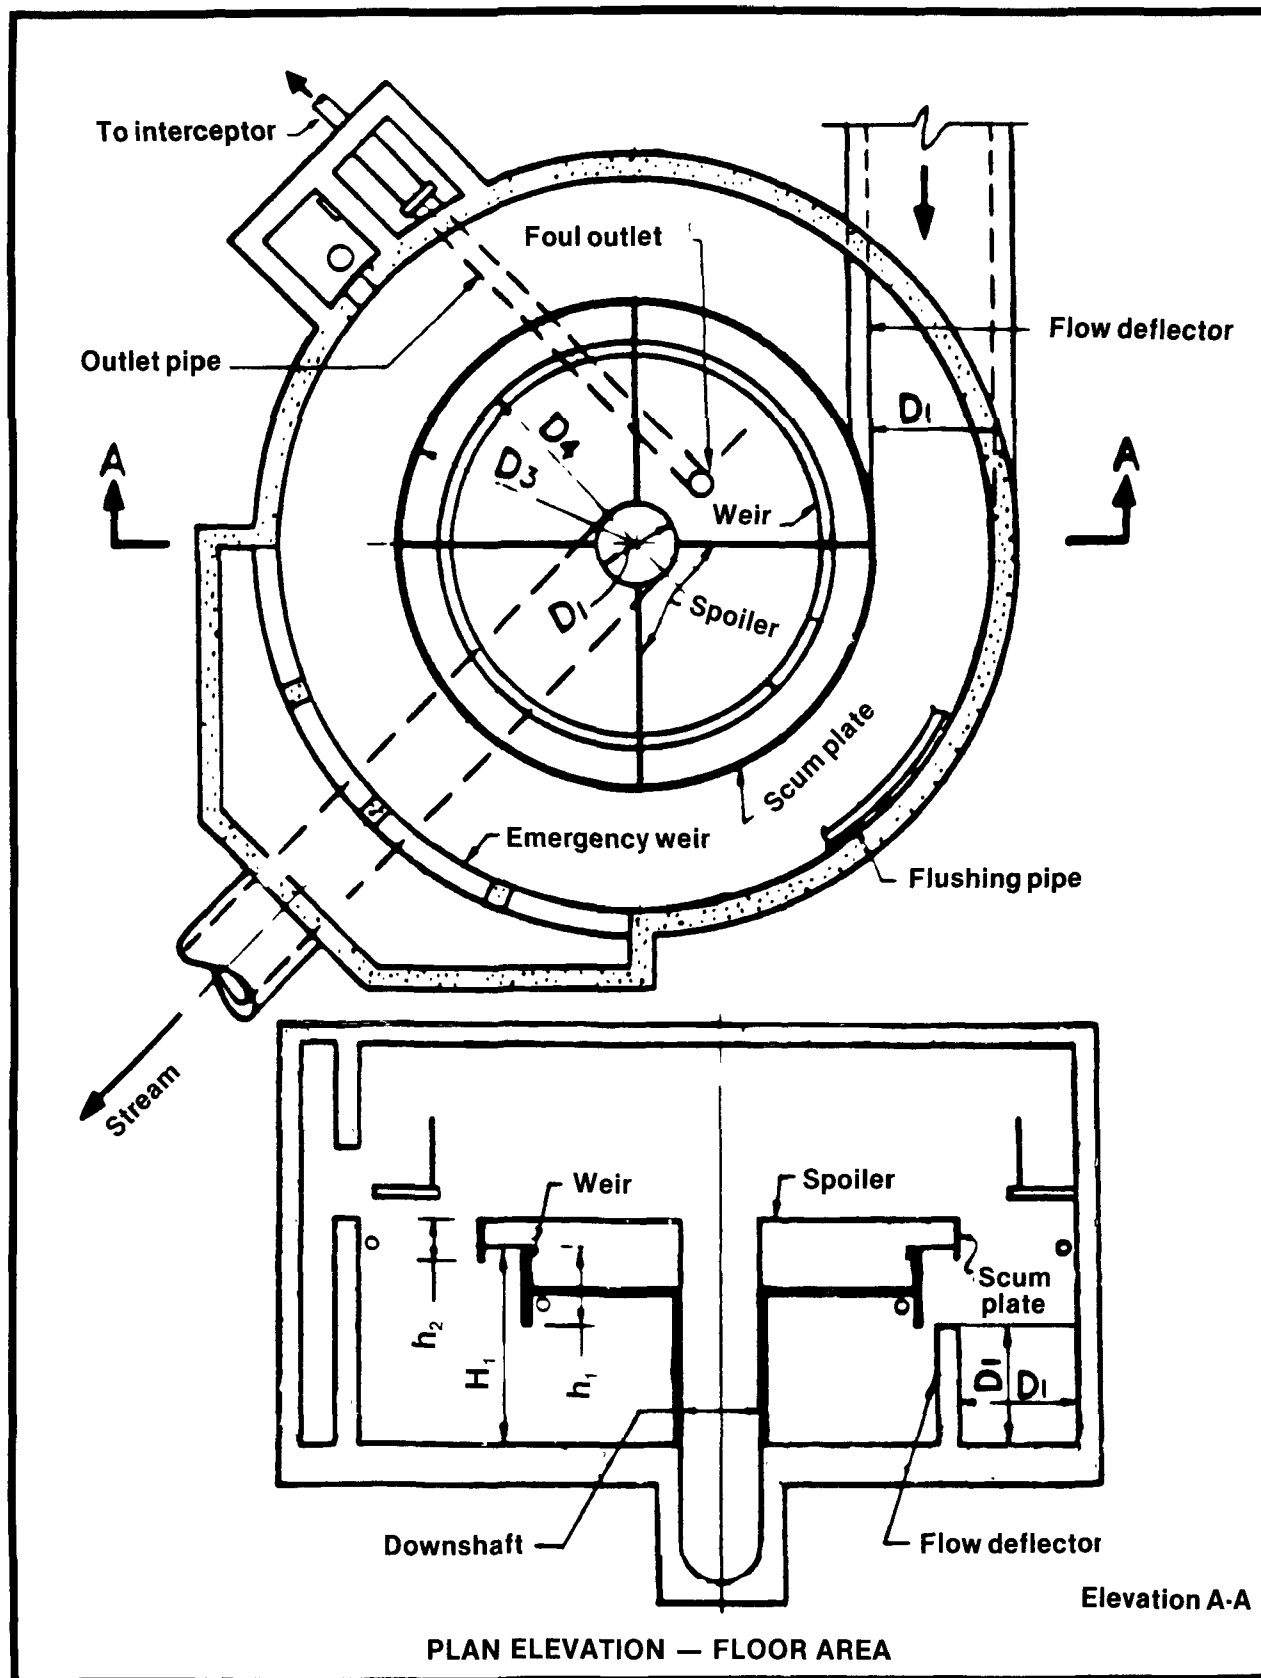 To interceptor
Foul outlet
Flow deflector
Outlet pipe
D1
A
A
D4
D3
Weir
D1
Spoiler
Scum plate
Emergency weir
Flushing pipe
Stream
Weir
Spoiler
Scum
plate
h2
H1
h1
D1
D1
Downshaft
Flow deflector
Elevation A-A
PLAN ELEVATION — FLOOR AREA